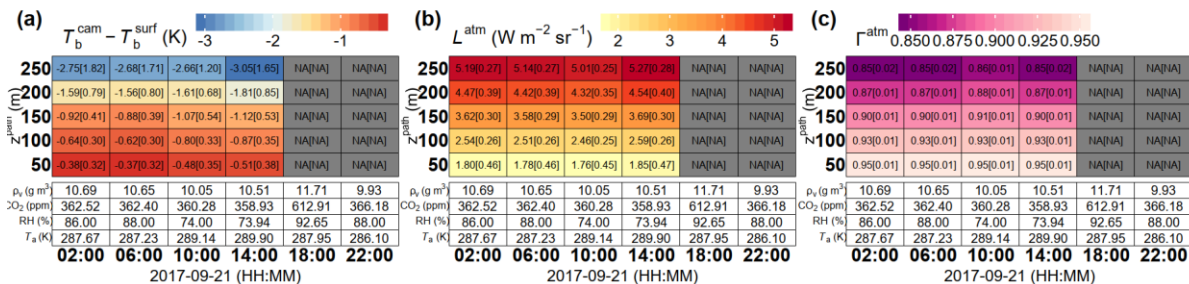 (a) T_b^cam − T_b^surf (K) -3 -2 -1
250 -2.75[1.82] -2.68[1.71] -2.66[1.20] -3.05[1.65] NA[NA] NA[NA]
200 -1.59[0.79] -1.56[0.80] -1.61[0.68] -1.81[0.85] NA[NA] NA[NA]
150 -0.92[0.41] -0.88[0.39] -1.07[0.54] -1.12[0.53] NA[NA] NA[NA]
100 -0.64[0.30] -0.62[0.30] -0.80[0.33] -0.87[0.35] NA[NA] NA[NA]
50 -0.38[0.32] -0.37[0.32] -0.48[0.35] -0.51[0.38] NA[NA] NA[NA]
z^path (m)
ρ_v (g m³) 10.69 10.65 10.05 10.51 11.71 9.93
CO₂ (ppm) 362.52 362.40 360.28 358.93 612.91 366.18
RH (%) 86.00 88.00 74.00 73.94 92.65 88.00
T_a (K) 287.67 287.23 289.14 289.90 287.95 286.10
02:00 06:00 10:00 14:00 18:00 22:00
2017-09-21 (HH:MM)
(b) L^atm (W m⁻² sr⁻¹) 2 3 4 5
250 5.19[0.27] 5.14[0.27] 5.01[0.25] 5.27[0.28] NA[NA] NA[NA]
200 4.47[0.39] 4.42[0.39] 4.32[0.35] 4.54[0.40] NA[NA] NA[NA]
150 3.62[0.30] 3.58[0.29] 3.50[0.29] 3.69[0.30] NA[NA] NA[NA]
100 2.54[0.26] 2.51[0.26] 2.46[0.25] 2.59[0.26] NA[NA] NA[NA]
50 1.80[0.46] 1.78[0.46] 1.76[0.45] 1.85[0.47] NA[NA] NA[NA]
z^path (m)
ρ_v (g m³) 10.69 10.65 10.05 10.51 11.71 9.93
CO₂ (ppm) 362.52 362.40 360.28 358.93 612.91 366.18
RH (%) 86.00 88.00 74.00 73.94 92.65 88.00
T_a (K) 287.67 287.23 289.14 289.90 287.95 286.10
02:00 06:00 10:00 14:00 18:00 22:00
2017-09-21 (HH:MM)
(c) Γ^atm 0.850 0.875 0.900 0.925 0.950
250 0.85[0.02] 0.85[0.02] 0.86[0.01] 0.85[0.02] NA[NA] NA[NA]
200 0.87[0.01] 0.87[0.01] 0.88[0.01] 0.87[0.01] NA[NA] NA[NA]
150 0.90[0.01] 0.90[0.01] 0.91[0.01] 0.90[0.01] NA[NA] NA[NA]
100 0.93[0.01] 0.93[0.01] 0.93[0.01] 0.93[0.01] NA[NA] NA[NA]
50 0.95[0.01] 0.95[0.01] 0.95[0.01] 0.95[0.01] NA[NA] NA[NA]
z^path (m)
ρ_v (g m³) 10.69 10.65 10.05 10.51 11.71 9.93
CO₂ (ppm) 362.52 362.40 360.28 358.93 612.91 366.18
RH (%) 86.00 88.00 74.00 73.94 92.65 88.00
T_a (K) 287.67 287.23 289.14 289.90 287.95 286.10
02:00 06:00 10:00 14:00 18:00 22:00
2017-09-21 (HH:MM)